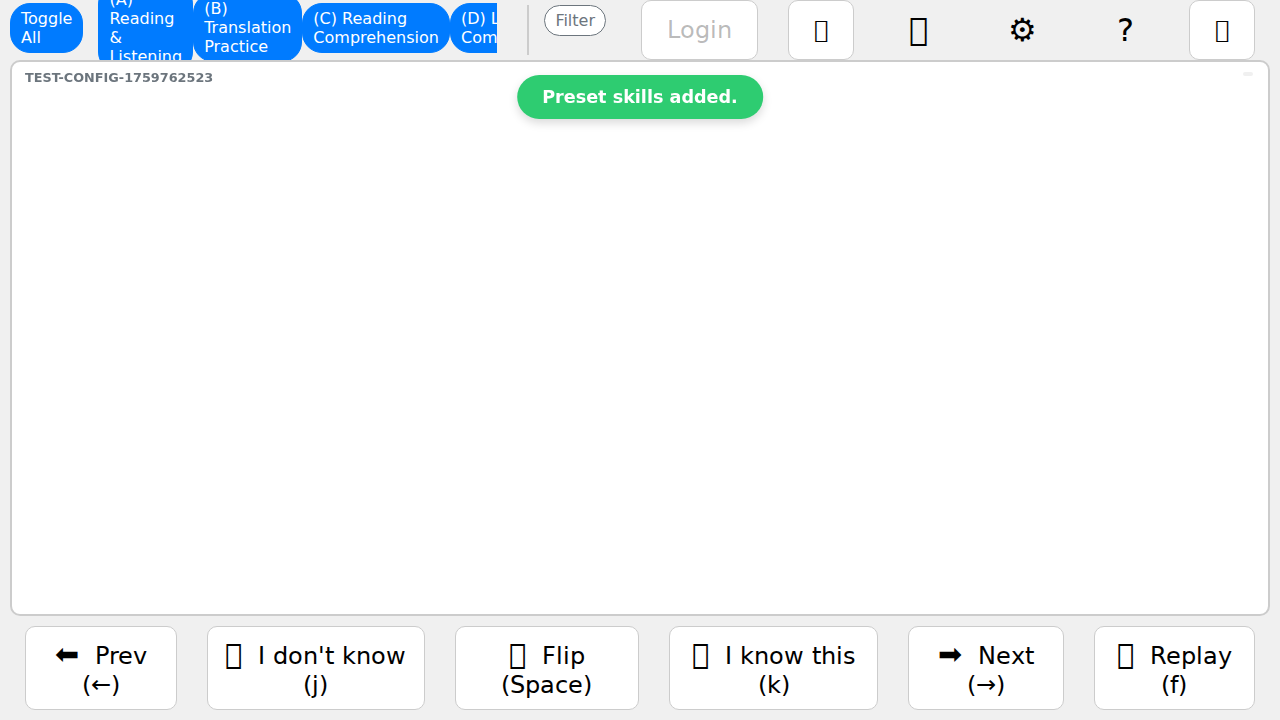 Toggle All
(A) Reading & Listening
(B) Translation Practice
(C) Reading Comprehension
(D) L
Com
Filter
Login
⚙
?
TEST-CONFIG-1759762523
Preset skills added.
⬅ Prev (←)
I don't know (j)
Flip (Space)
I know this (k)
➡ Next (→)
Replay (f)